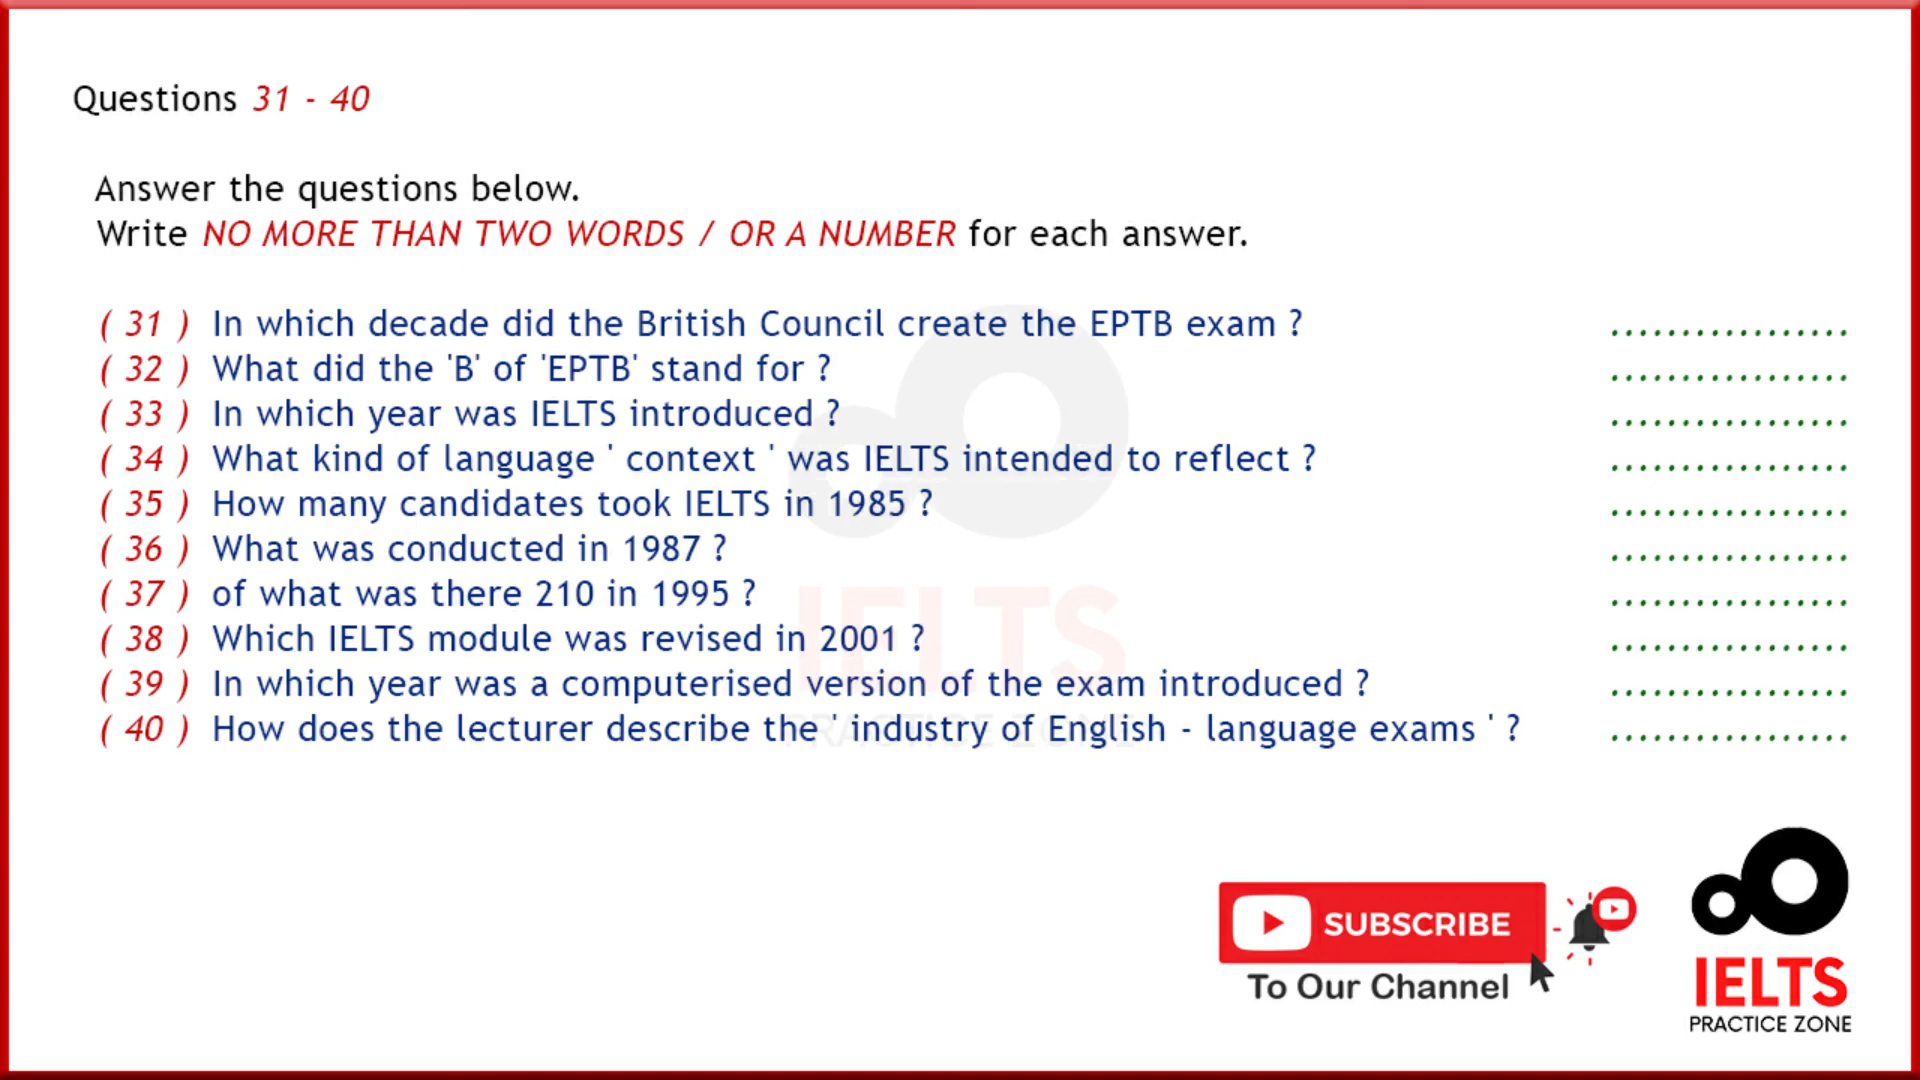 Questions 31 - 40
Answer the questions below.
Write NO MORE THAN TWO WORDS / OR A NUMBER for each answer.
( 31 ) In which decade did the British Council create the EPTB exam ? .................
( 32 ) What did the 'B' of 'EPTB' stand for ? .................
( 33 ) In which year was IELTS introduced ? .................
( 34 ) What kind of language ' context ' was IELTS intended to reflect ? .................
( 35 ) How many candidates took IELTS in 1985 ? .................
( 36 ) What was conducted in 1987 ? .................
( 37 ) of what was there 210 in 1995 ? .................
( 38 ) Which IELTS module was revised in 2001 ? .................
( 39 ) In which year was a computerised version of the exam introduced ? .................
( 40 ) How does the lecturer describe the ' industry of English - language exams ' ? .................
IELTS
PRACTICE ZONE
SUBSCRIBE
To Our Channel
IELTS
PRACTICE ZONE